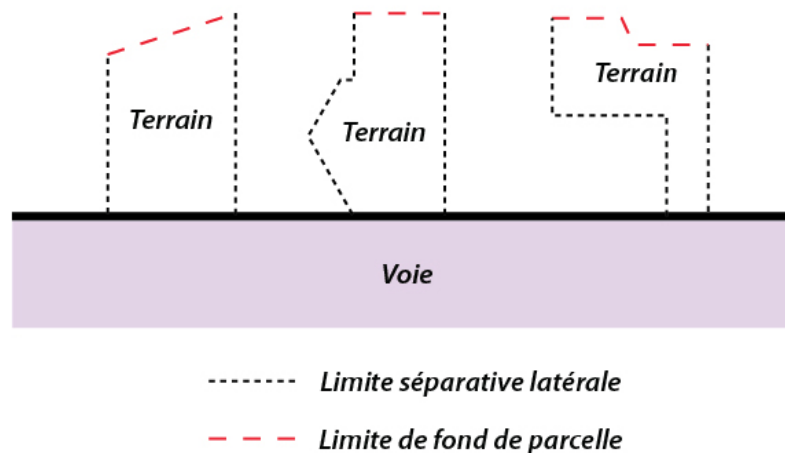 Terrain
Terrain
Terrain
Voie
Limite séparative latérale
Limite de fond de parcelle